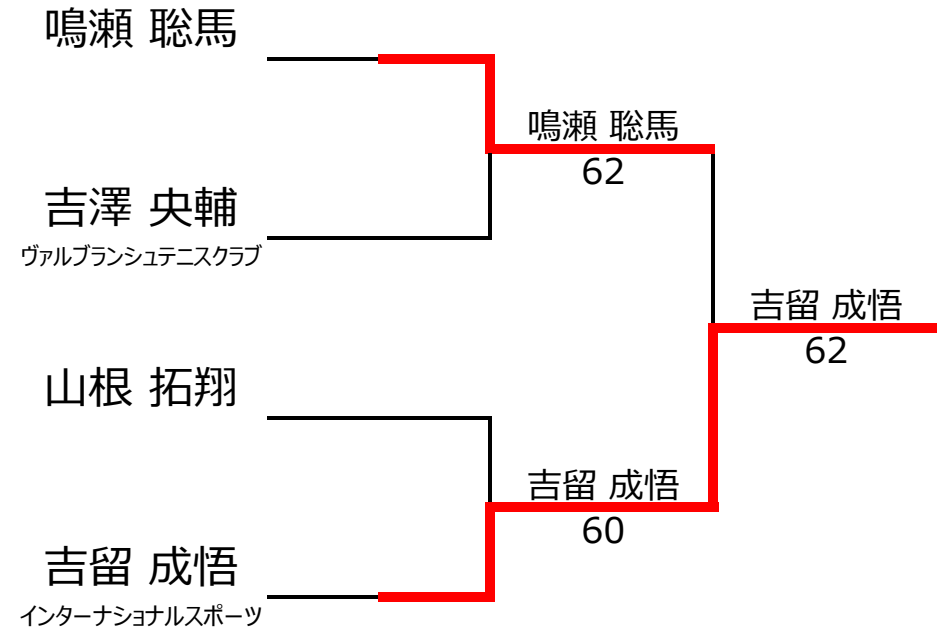 鳴瀬 聡馬
鳴瀬 聡馬
62
吉澤 央輔
ヴァルブランシュテニスクラブ
吉留 成悟
62
山根 拓翔
吉留 成悟
60
吉留 成悟
インターナショナルスポーツ